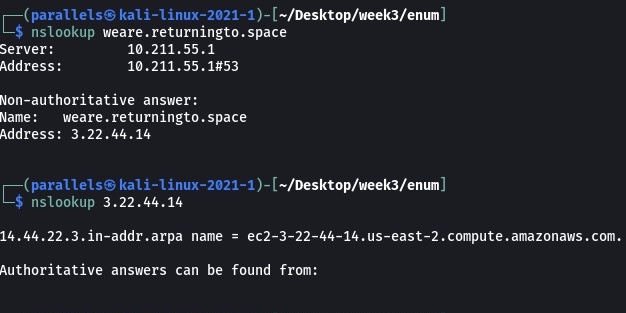 ┌──(parallels㉿kali-linux-2021-1)-[~/Desktop/week3/enum]
└─$ nslookup weare.returningto.space
Server: 10.211.55.1
Address: 10.211.55.1#53
Non-authoritative answer:
Name: weare.returningto.space
Address: 3.22.44.14
┌──(parallels㉿kali-linux-2021-1)-[~/Desktop/week3/enum]
└─$ nslookup 3.22.44.14
14.44.22.3.in-addr.arpa name = ec2-3-22-44-14.us-east-2.compute.amazonaws.com.
Authoritative answers can be found from: